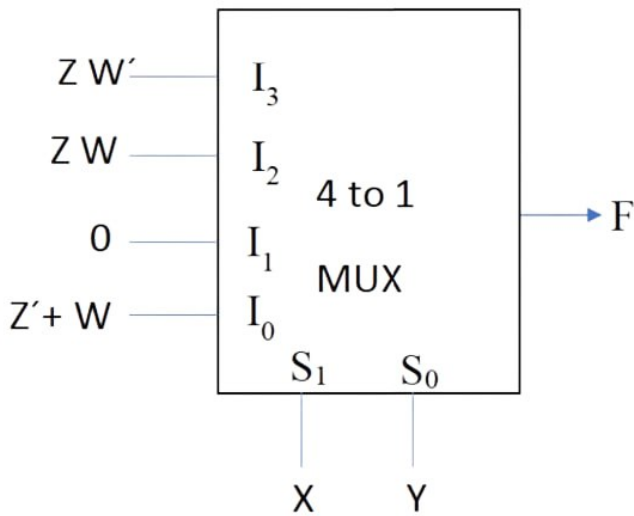 Z W´ I₃
Z W I₂
4 to 1
F
0 I₁
MUX
Z´+ W I₀
S₁ S₀
X Y